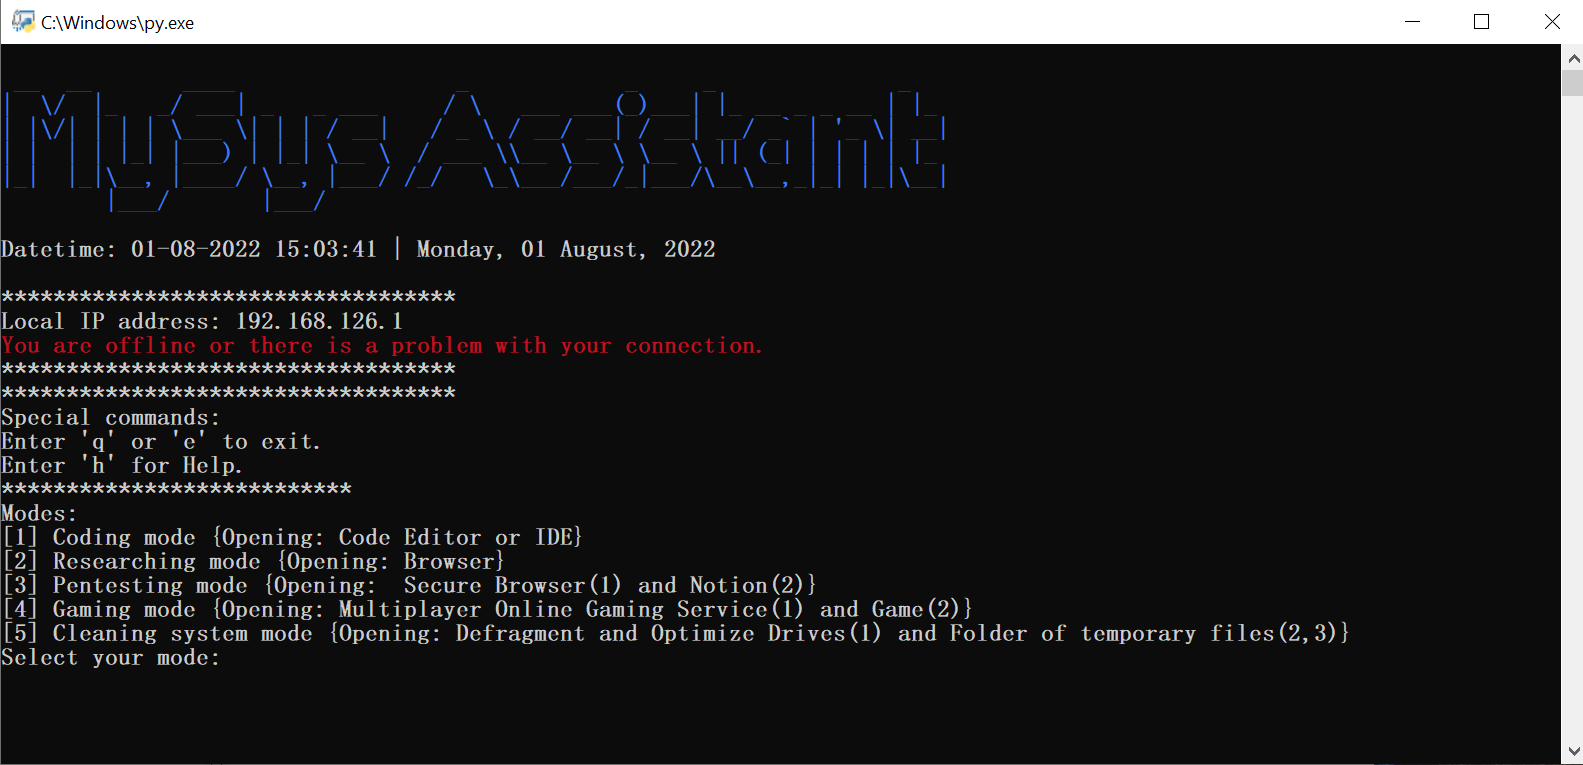 C:\Windows\py.exe
MySys Assistant
Datetime: 01-08-2022 15:03:41 | Monday, 01 August, 2022
***********************************
Local IP address: 192.168.126.1
You are offline or there is a problem with your connection.
***********************************
***********************************
Special commands:
Enter 'q' or 'e' to exit.
Enter 'h' for Help.
***************************
Modes:
[1] Coding mode {Opening: Code Editor or IDE}
[2] Researching mode {Opening: Browser}
[3] Pentesting mode {Opening:  Secure Browser(1) and Notion(2)}
[4] Gaming mode {Opening: Multiplayer Online Gaming Service(1) and Game(2)}
[5] Cleaning system mode {Opening: Defragment and Optimize Drives(1) and Folder of temporary files(2,3)}
Select your mode: